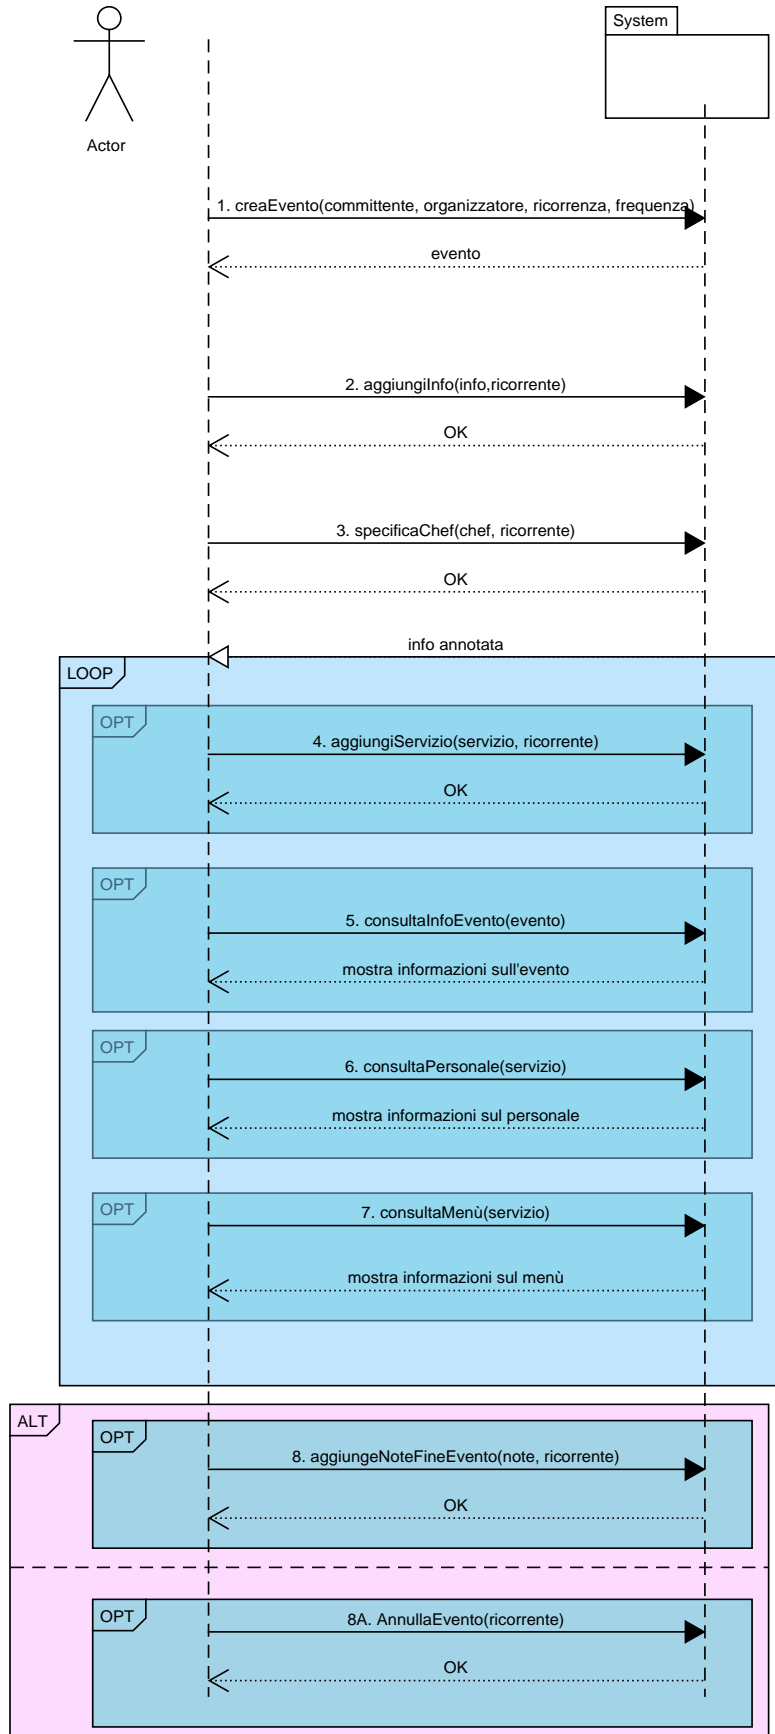 System
Actor
1. creaEvento(committente, organizzatore, ricorrenza, frequenza)
evento
2. aggiungiInfo(info,ricorrente)
OK
3. specificaChef(chef, ricorrente)
OK
info annotata
LOOP
OPT
4. aggiungiServizio(servizio, ricorrente)
OK
OPT
5. consultaInfoEvento(evento)
mostra informazioni sull'evento
OPT
6. consultaPersonale(servizio)
mostra informazioni sul personale
OPT
7. consultaMenù(servizio)
mostra informazioni sul menù
ALT
OPT
8. aggiungeNoteFineEvento(note, ricorrente)
OK
OPT
8A. AnnullaEvento(ricorrente)
OK